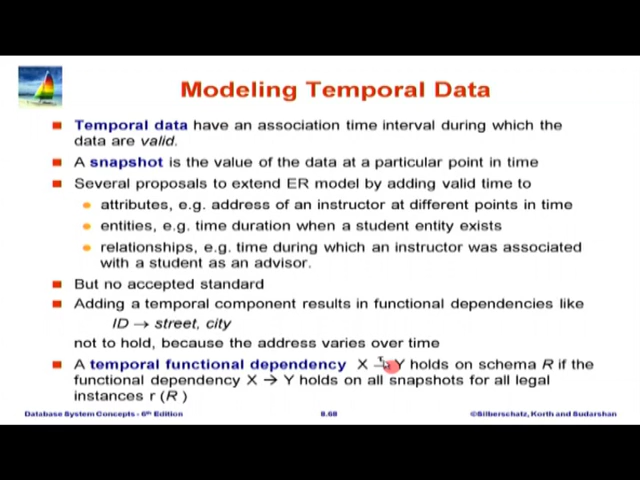 Modeling Temporal Data
Temporal data have an association time interval during which the
data are valid.
A snapshot is the value of the data at a particular point in time
Several proposals to extend ER model by adding valid time to
attributes, e.g. address of an instructor at different points in time
entities, e.g. time duration when a student entity exists
relationships, e.g. time during which an instructor was associated
with a student as an advisor.
But no accepted standard
Adding a temporal component results in functional dependencies like
ID → street, city
not to hold, because the address varies over time
A temporal functional dependency X →ᵀ Y holds on schema R if the
functional dependency X → Y holds on all snapshots for all legal
instances r (R )
Database System Concepts - 6th Edition 8.68 ©Silberschatz, Korth and Sudarshan